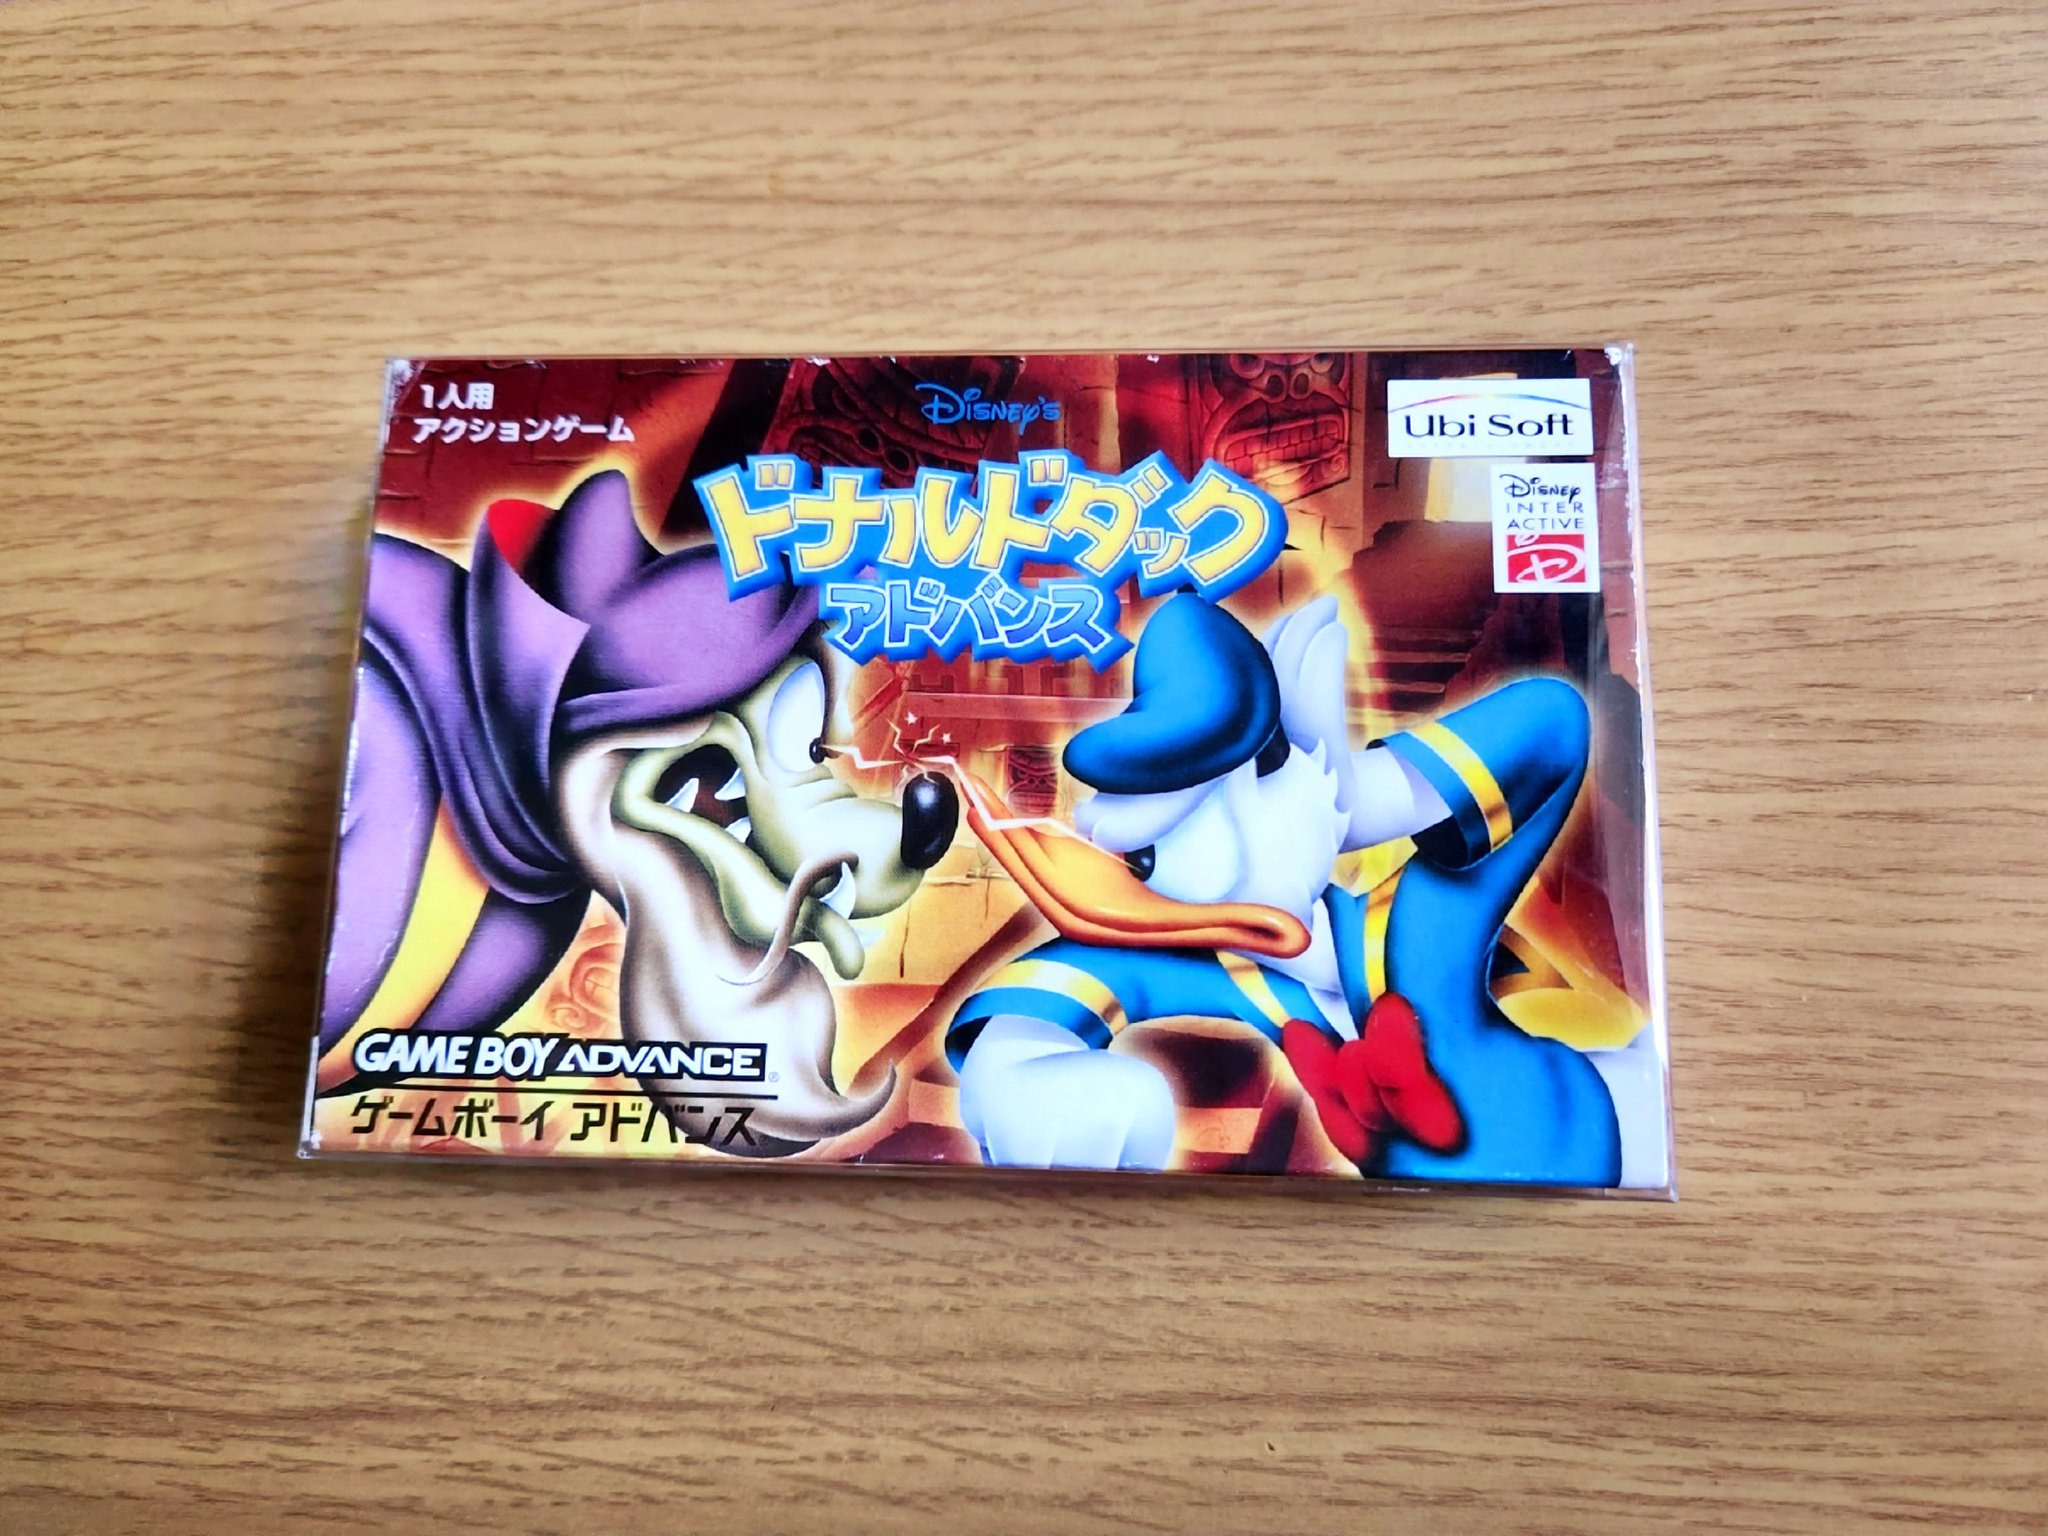 1人用
アクションゲーム
DISNEY'S
ドナルドダック
アドバンス
Ubi Soft
DISNEY
INTER
ACTIVE
GAME BOY ADVANCE
ゲームボーイ アドバンス